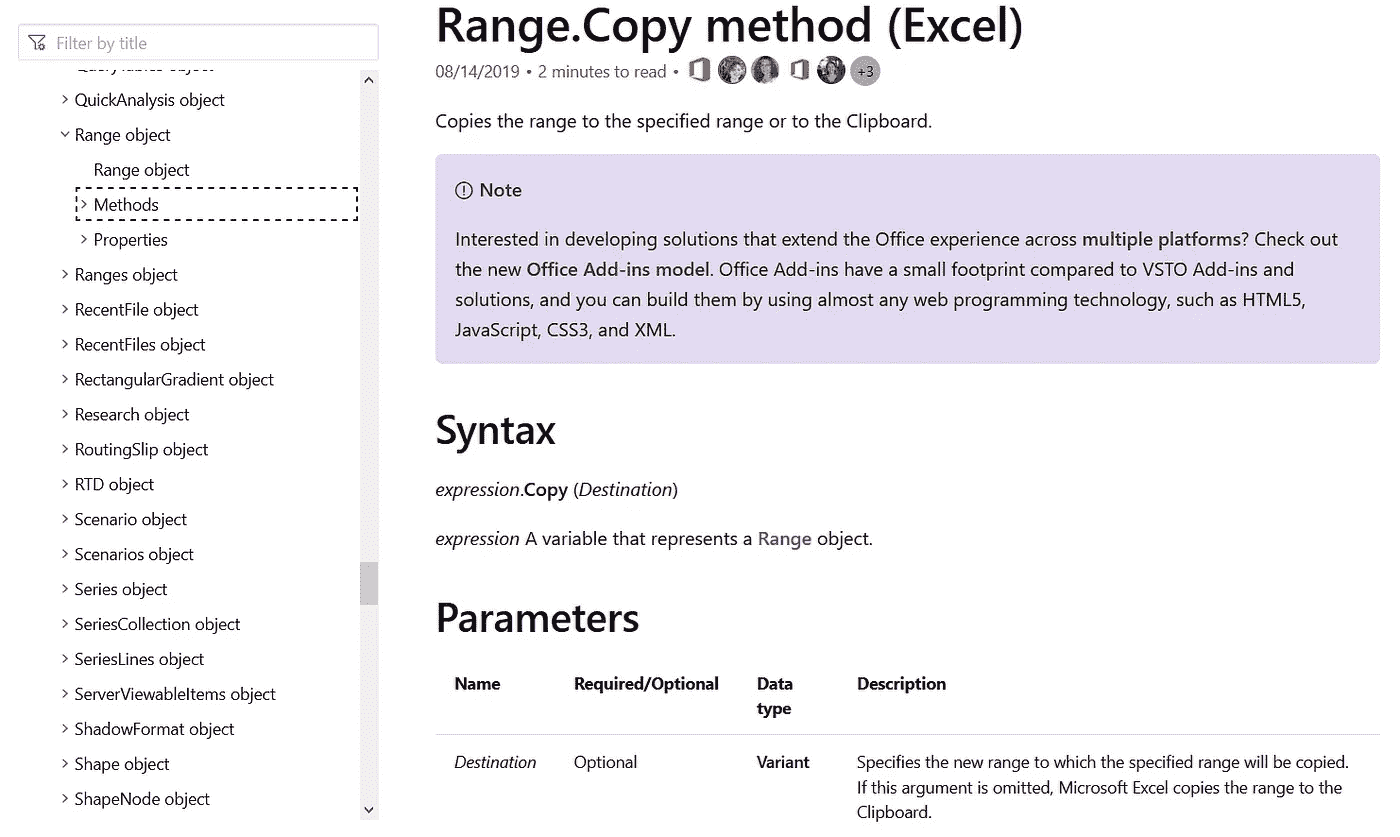 Filter by title
QuickAnalysis object
Range object
Range object
Methods
Properties
Ranges object
RecentFile object
RecentFiles object
RectangularGradient object
Research object
RoutingSlip object
RTD object
Scenario object
Scenarios object
Series object
SeriesCollection object
SeriesLines object
ServerViewableItems object
ShadowFormat object
Shape object
ShapeNode object
Range.Copy method (Excel)
08/14/2019 • 2 minutes to read • +3
Copies the range to the specified range or to the Clipboard.
Note
Interested in developing solutions that extend the Office experience across multiple platforms? Check out
the new Office Add-ins model. Office Add-ins have a small footprint compared to VSTO Add-ins and
solutions, and you can build them by using almost any web programming technology, such as HTML5,
JavaScript, CSS3, and XML.
Syntax
expression.Copy (Destination)
expression A variable that represents a Range object.
Parameters
Name Required/Optional Data Description
type
Destination Optional Variant Specifies the new range to which the specified range will be copied.
If this argument is omitted, Microsoft Excel copies the range to the
Clipboard.